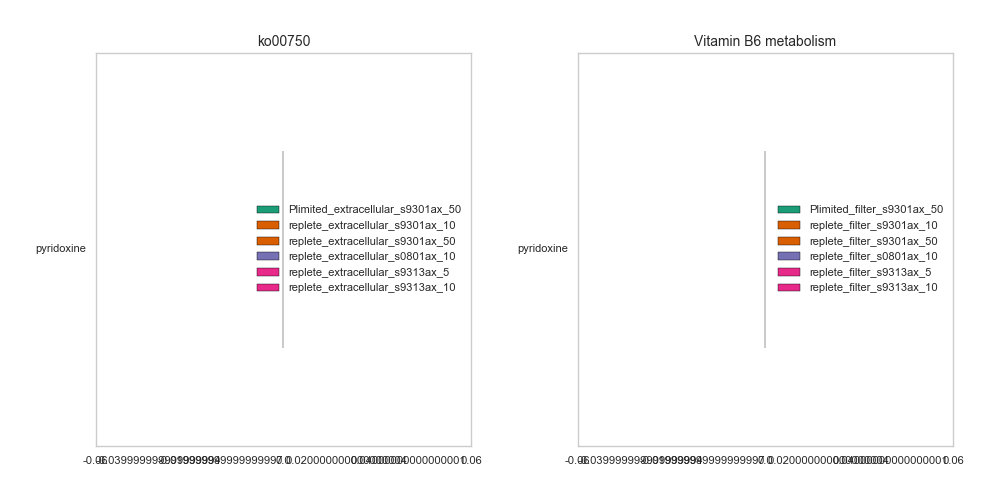 ko00750
Vitamin B6 metabolism
pyridoxine
Plimited_extracellular_s9301ax_50
replete_extracellular_s9301ax_10
replete_extracellular_s9301ax_50
replete_extracellular_s0801ax_10
replete_extracellular_s9313ax_5
replete_extracellular_s9313ax_10
pyridoxine
Plimited_filter_s9301ax_50
replete_filter_s9301ax_10
replete_filter_s9301ax_50
replete_filter_s0801ax_10
replete_filter_s9313ax_5
replete_filter_s9313ax_10
0.06
0.06